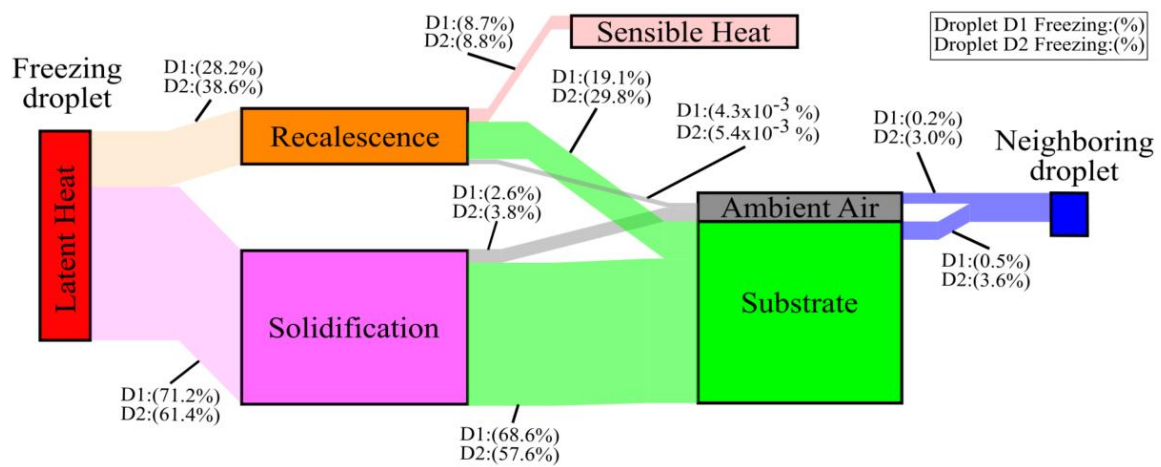 D1:(8.7%)
D2:(8.8%)
Sensible Heat
Droplet D1 Freezing:(%)
Droplet D2 Freezing:(%)
Freezing
droplet
D1:(28.2%)
D2:(38.6%)
D1:(19.1%)
D2:(29.8%)
D1:(4.3x10⁻³ %)
D2:(5.4x10⁻³ %)
D1:(0.2%)
D2:(3.0%)
Neighboring
droplet
Recalescence
Latent Heat
D1:(2.6%)
D2:(3.8%)
Ambient Air
D1:(0.5%)
D2:(3.6%)
Solidification
Substrate
D1:(71.2%)
D2:(61.4%)
D1:(68.6%)
D2:(57.6%)